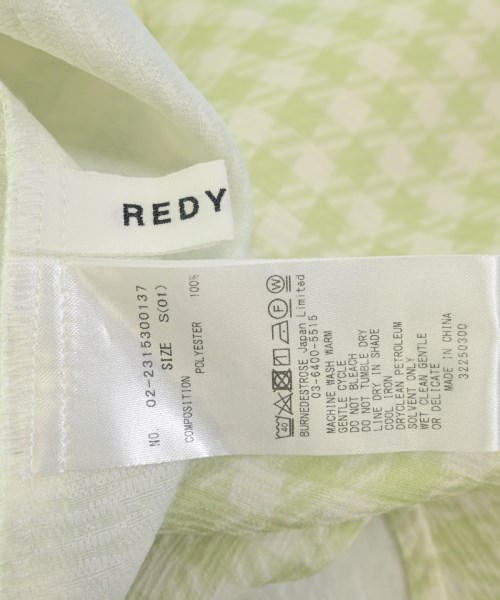 REDY
NO. 02-2315300137
SIZE S(01)
COMPOSITION
POLYESTER 100%
40 F W
BURNEDESTROSE Japan Limited
03-6400-5515
MACHINE WASH WARM
GENTLE CYCLE
DO NOT BLEACH
DO NOT TUMBLE DRY
LINE DRY IN SHADE
COOL IRON
DRYCLEAN PETROLEUM
SOLVENT ONLY
WET CLEAN GENTLE
OR DELICATE
MADE IN CHINA
32250300